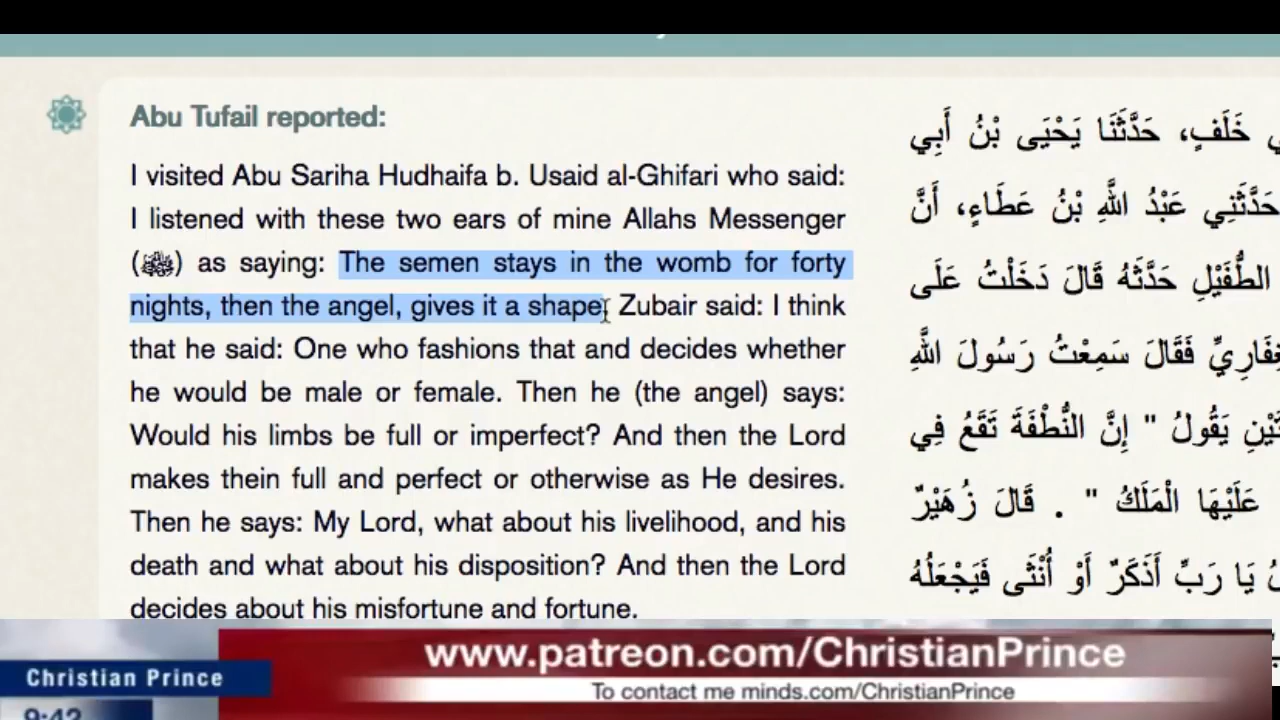 Abu Tufail reported:
I visited Abu Sariha Hudhaifa b. Usaid al-Ghifari who said:
I listened with these two ears of mine Allahs Messenger
(ﷺ) as saying: The semen stays in the womb for forty
nights, then the angel, gives it a shape. Zubair said: I think
that he said: One who fashions that and decides whether
he would be male or female. Then he (the angel) says:
Would his limbs be full or imperfect? And then the Lord
makes thein full and perfect or otherwise as He desires.
Then he says: My Lord, what about his livelihood, and his
death and what about his disposition? And then the Lord
decides about his misfortune and fortune.
خَلَفٍ، حَدَّثَنَا يَحْيَى بْنُ أَبِي
حَدَّثَنِي عَبْدُ اللَّهِ بْنُ عَطَاءٍ، أَنَّ
الطُّفَيْلِ حَدَّثَهُ قَالَ دَخَلْتُ عَلَى
فَقَالَ سَمِعْتُ رَسُولَ اللَّهِ
يَقُولُ " إِنَّ النُّطْفَةَ تَقَعُ فِي
عَلَيْهَا الْمَلَكُ " . قَالَ زُهَيْرٌ
يَا رَبِّ أَذَكَرٌ أَوْ أُنْثَى فَيَجْعَلُهُ
www.patreon.com/ChristianPrince
Christian Prince
To contact me minds.com/ChristianPrince
9:42